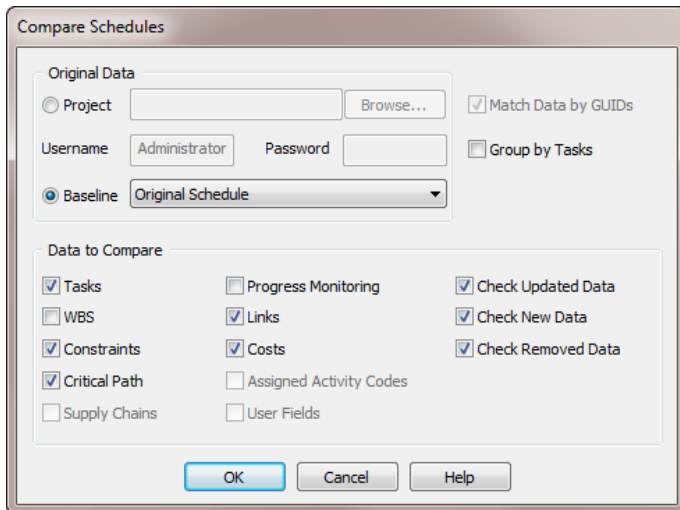 Compare Schedules
Original Data
Project Browse... Match Data by GUIDs
Username Administrator Password Group by Tasks
Baseline Original Schedule
Data to Compare
Tasks Progress Monitoring Check Updated Data
WBS Links Check New Data
Constraints Costs Check Removed Data
Critical Path Assigned Activity Codes
Supply Chains User Fields
OK Cancel Help